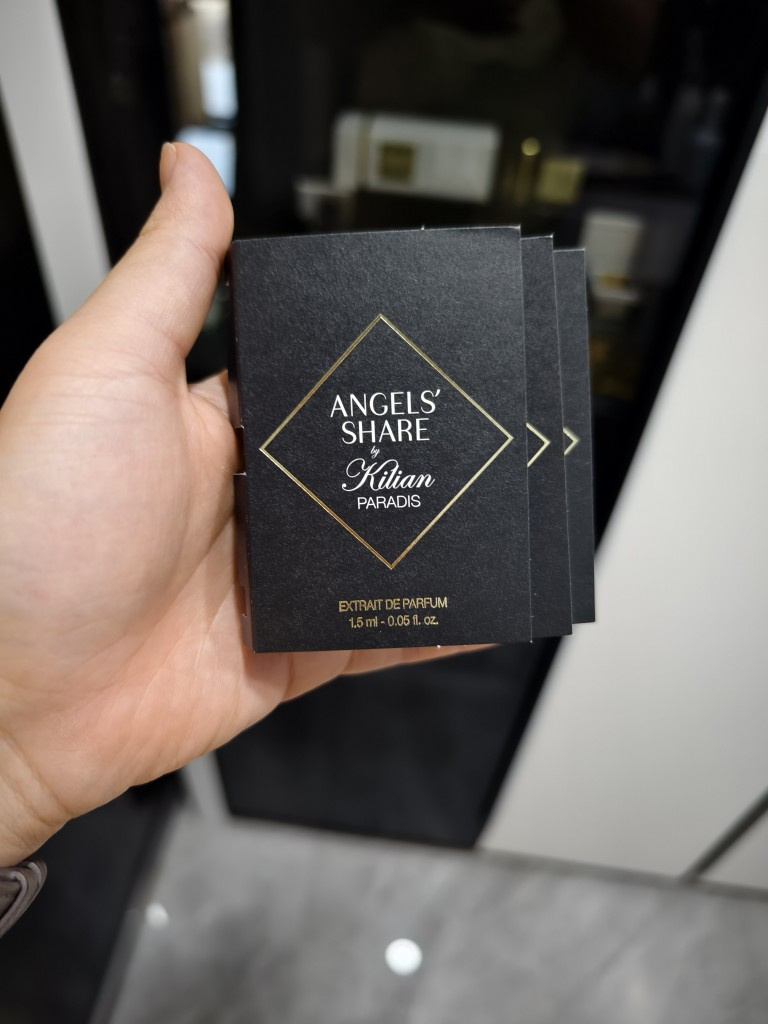 ANGELS’
SHARE
by
Kilian
PARADIS
EXTRAIT DE PARFUM
1.5 ml - 0.05 fl. oz.